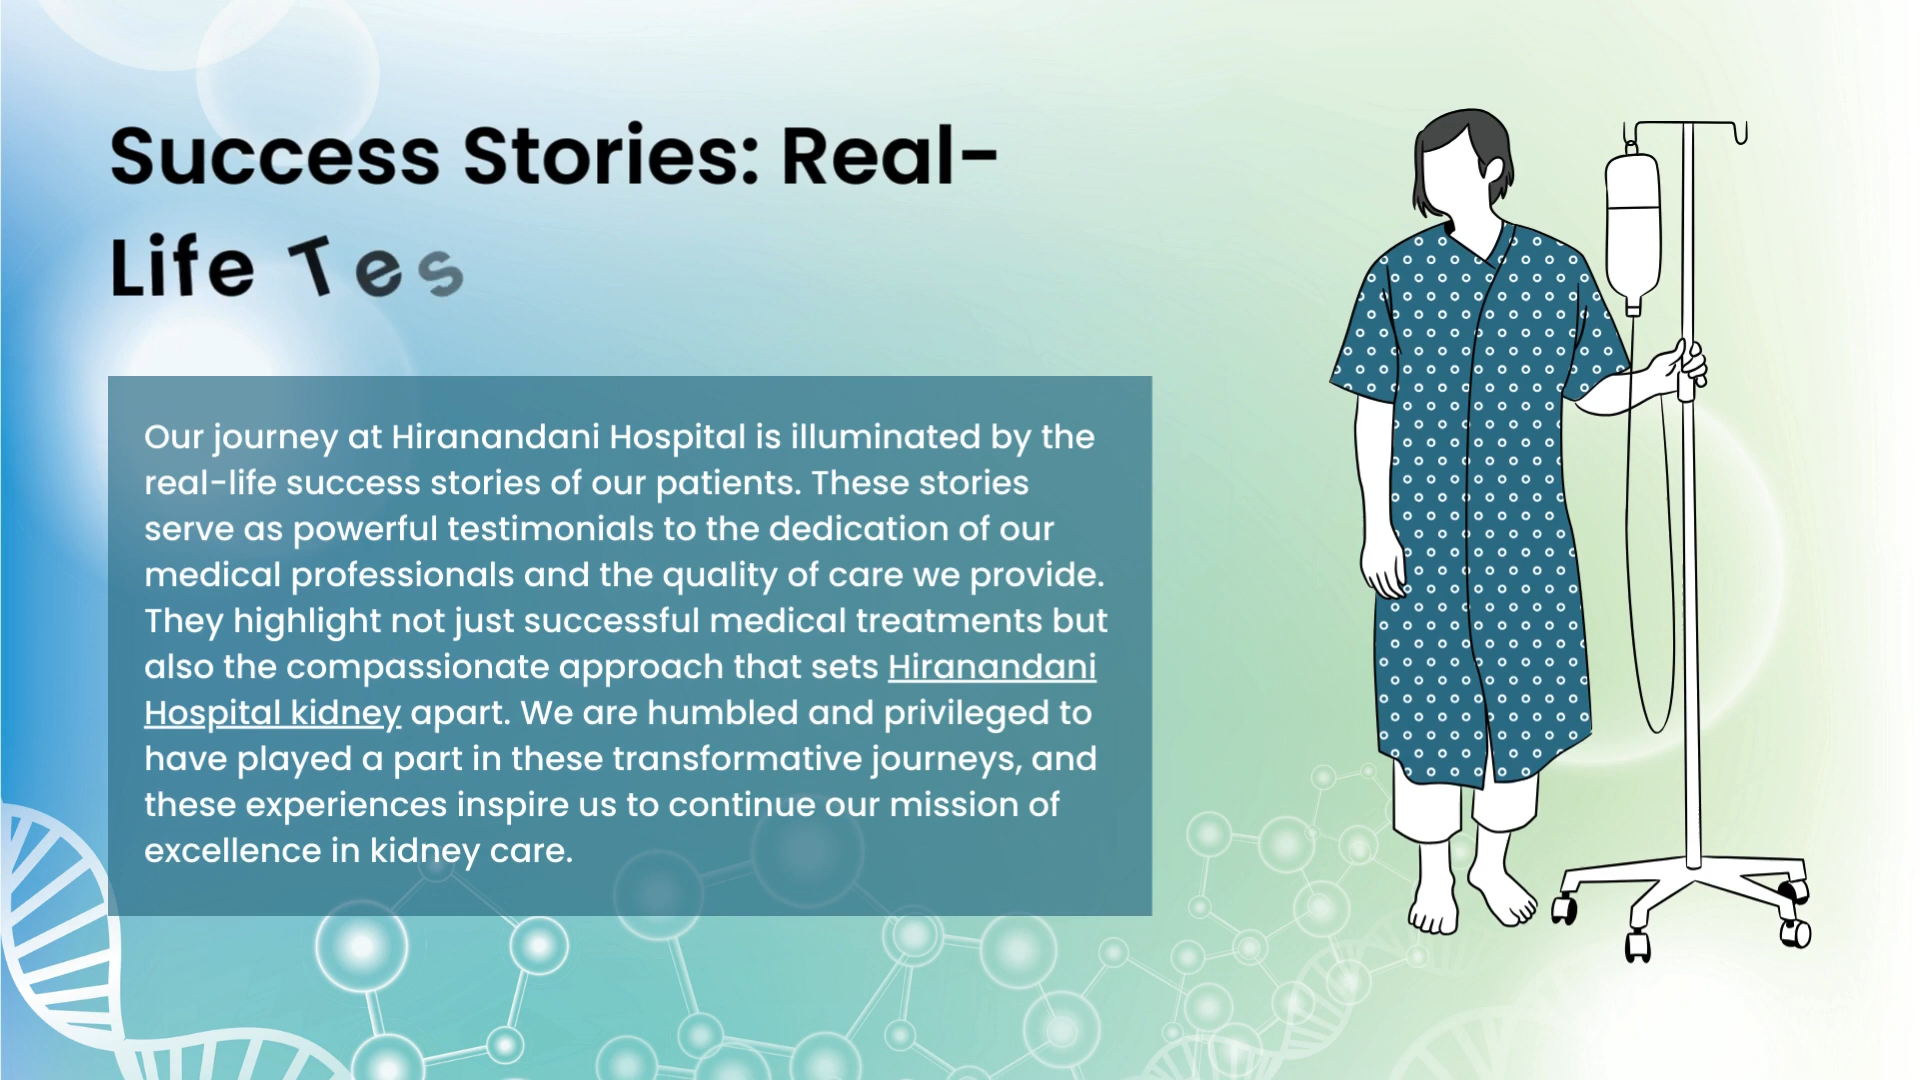 Success Stories: Real-
Life Tes
Our journey at Hiranandani Hospital is illuminated by the
real-life success stories of our patients. These stories
serve as powerful testimonials to the dedication of our
medical professionals and the quality of care we provide.
They highlight not just successful medical treatments but
also the compassionate approach that sets Hiranandani
Hospital kidney apart. We are humbled and privileged to
have played a part in these transformative journeys, and
these experiences inspire us to continue our mission of
excellence in kidney care.